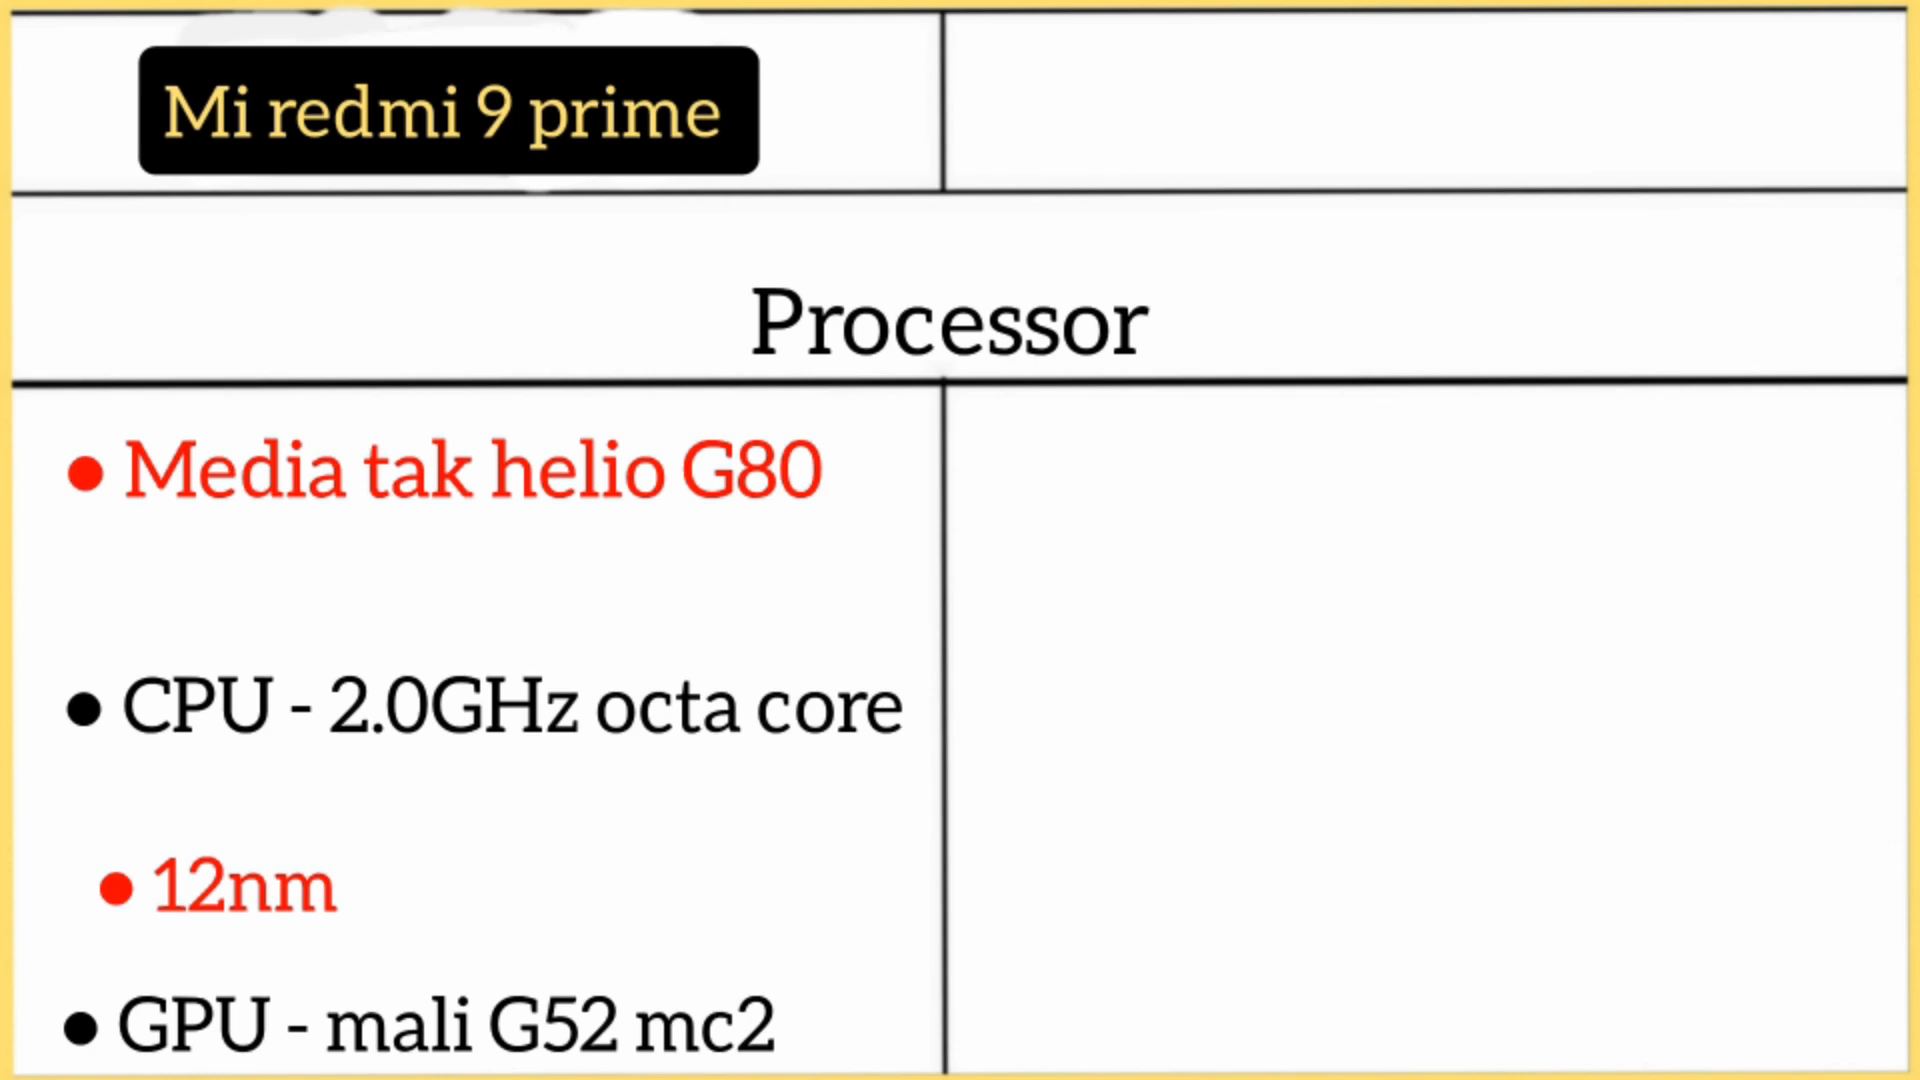 Mi redmi 9 prime
Processor
• Media tak helio G80
• CPU - 2.0GHz octa core
• 12nm
• GPU - mali G52 mc2